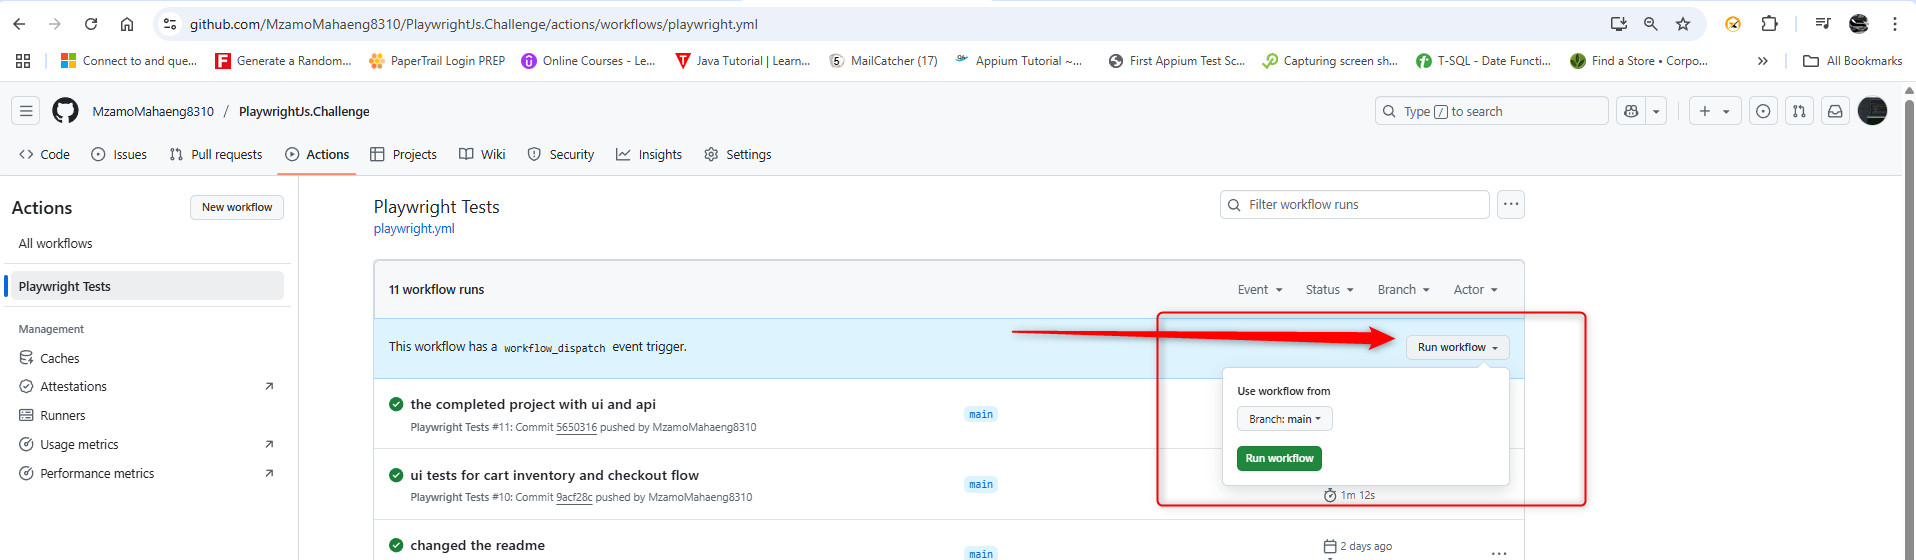 github.com/MzamoMahaeng8310/PlaywrightJs.Challenge/actions/workflows/playwright.yml
Connect to and que... Generate a Random... PaperTrail Login PREP Online Courses - Le... Java Tutorial | Learn... MailCatcher (17) Appium Tutorial ~... First Appium Test Sc... Capturing screen sh... T-SQL - Date Functi... Find a Store • Corpo... » All Bookmarks
MzamoMahaeng8310 / PlaywrightJs.Challenge Type / to search
Code Issues Pull requests Actions Projects Wiki Security Insights Settings
Actions New workflow
All workflows
Playwright Tests
Management
Caches
Attestations
Runners
Usage metrics
Performance metrics
Playwright Tests
playwright.yml
Filter workflow runs
11 workflow runs Event Status Branch Actor
This workflow has a workflow_dispatch event trigger. Run workflow
Use workflow from
Branch: main
Run workflow
the completed project with ui and api main
Playwright Tests #11: Commit 5650316 pushed by MzamoMahaeng8310
ui tests for cart inventory and checkout flow main
Playwright Tests #10: Commit 9acf28c pushed by MzamoMahaeng8310 1m 12s
changed the readme main 2 days ago